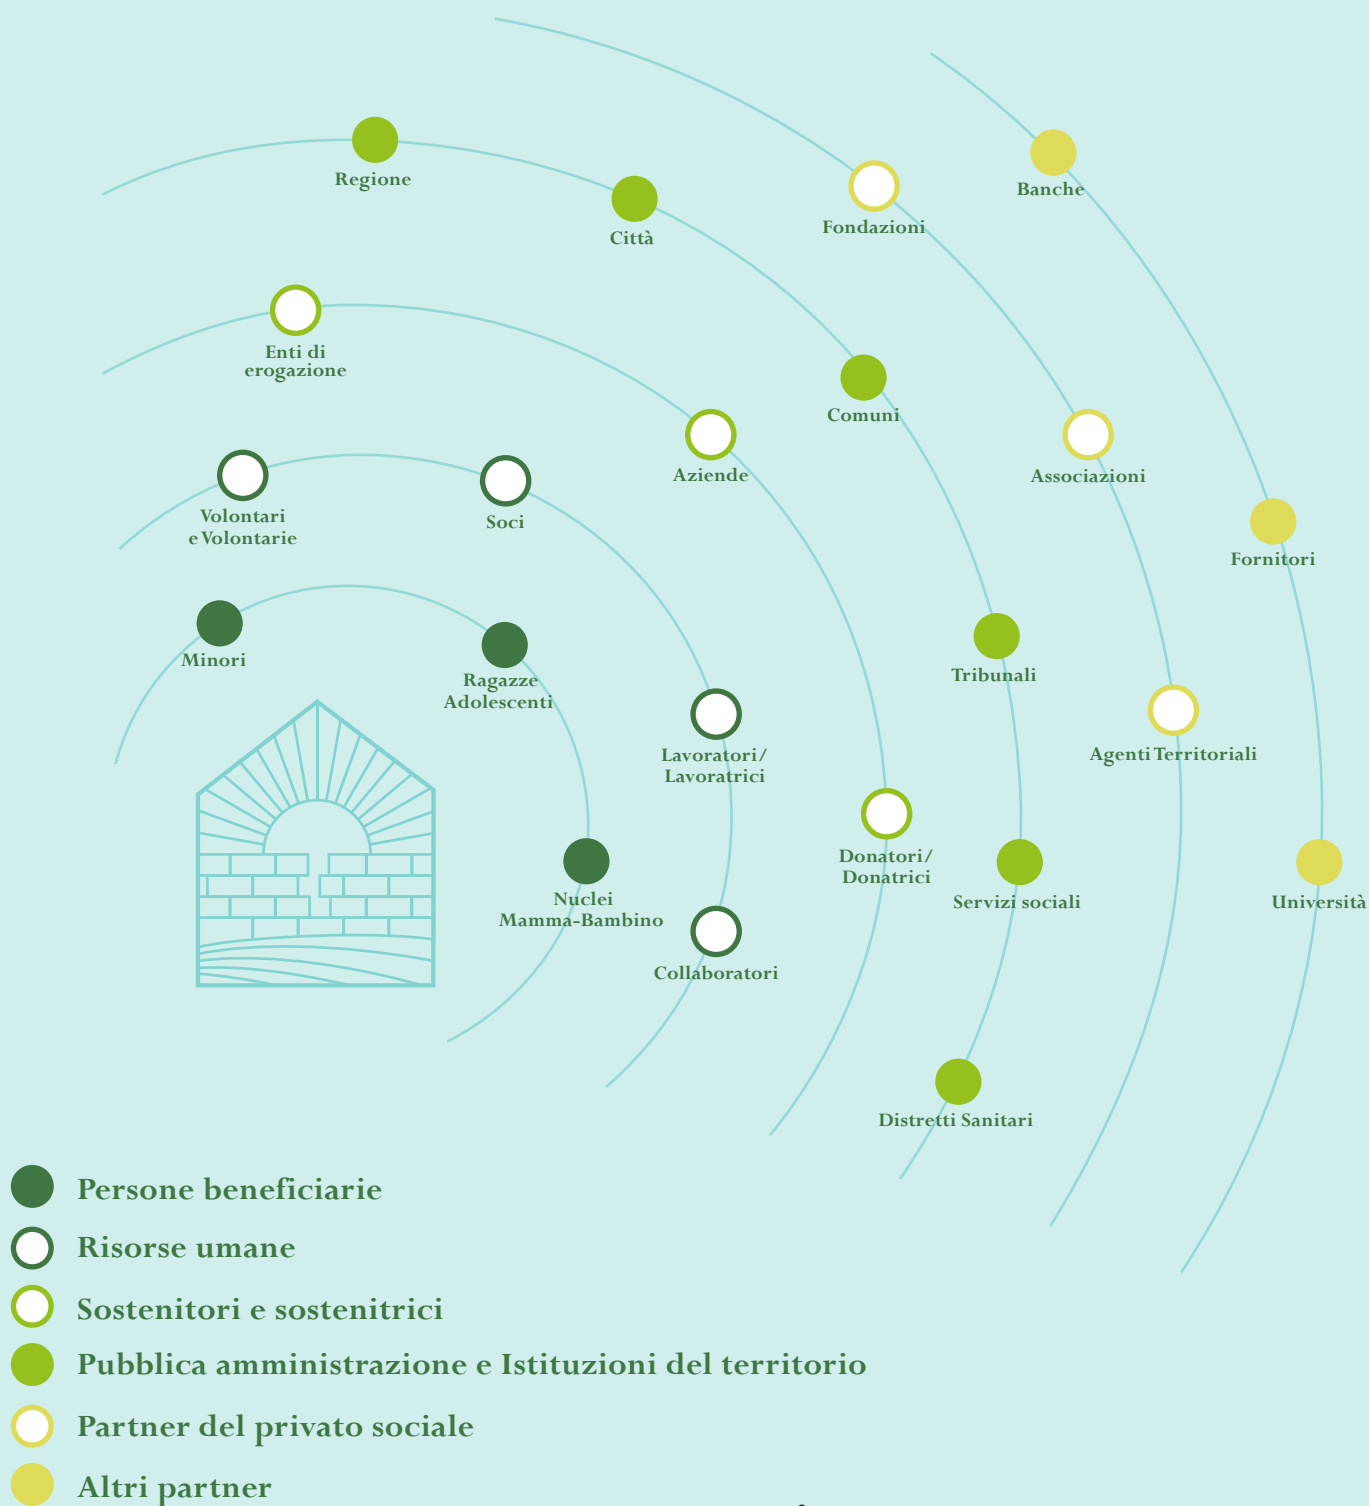 Regione
Città
Fondazioni
Banche
Enti di
erogazione
Aziende
Comuni
Associazioni
Fornitori
Volontari
e Volontarie
Soci
Minori
Ragazze
Adolescenti
Lavoratori/
Lavoratrici
Tribunali
Agenti Territoriali
Nuclei
Mamma-Bambino
Collaboratori
Donatori/
Donatrici
Servizi sociali
Università
Distretti Sanitari
Persone beneficiarie
Risorse umane
Sostenitori e sostenitrici
Pubblica amministrazione e Istituzioni del territorio
Partner del privato sociale
Altri partner